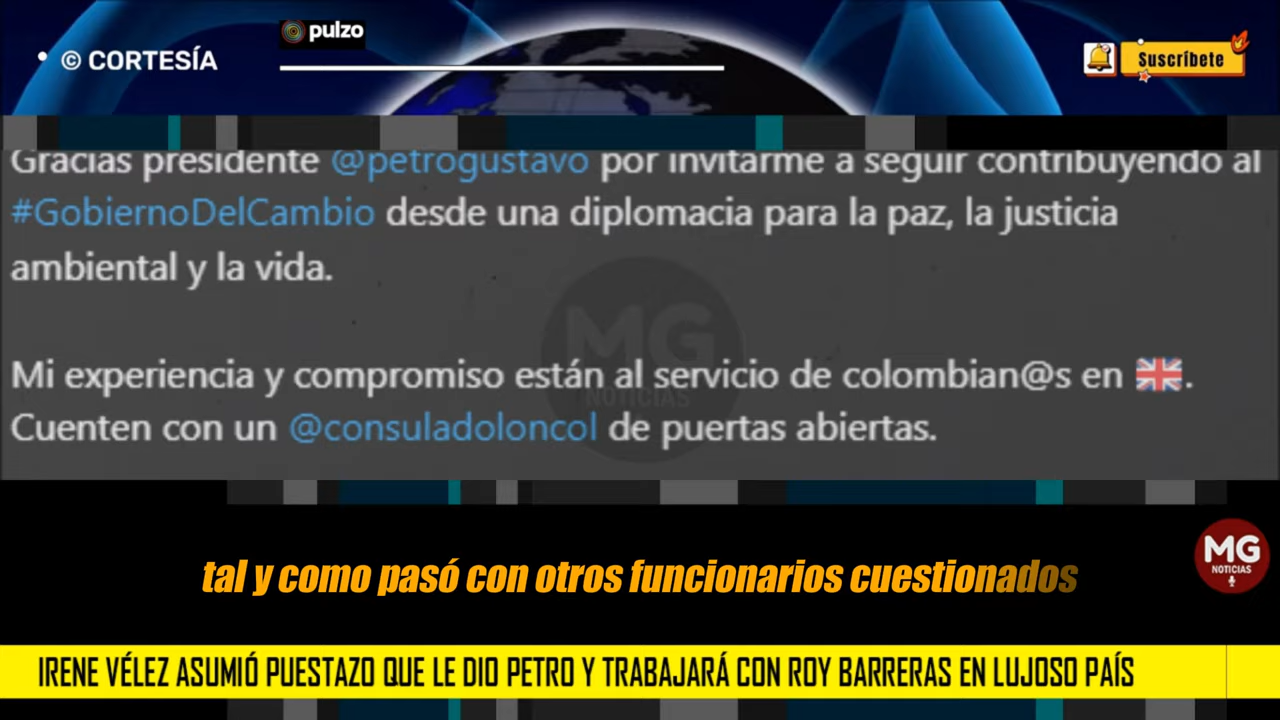 pulzo
© CORTESÍA
Suscríbete
Gracias presidente @petrogustavo por invitarme a seguir contribuyendo al
#GobiernoDelCambio desde una diplomacia para la paz, la justicia
ambiental y la vida.
Mi experiencia y compromiso están al servicio de colombian@s en 🇬🇧.
Cuenten con un @consuladoloncol de puertas abiertas.
MG
NOTICIAS
tal y como pasó con otros funcionarios cuestionados
MG
NOTICIAS
IRENE VÉLEZ ASUMIÓ PUESTAZO QUE LE DIO PETRO Y TRABAJARÁ CON ROY BARRERAS EN LUJOSO PAÍS